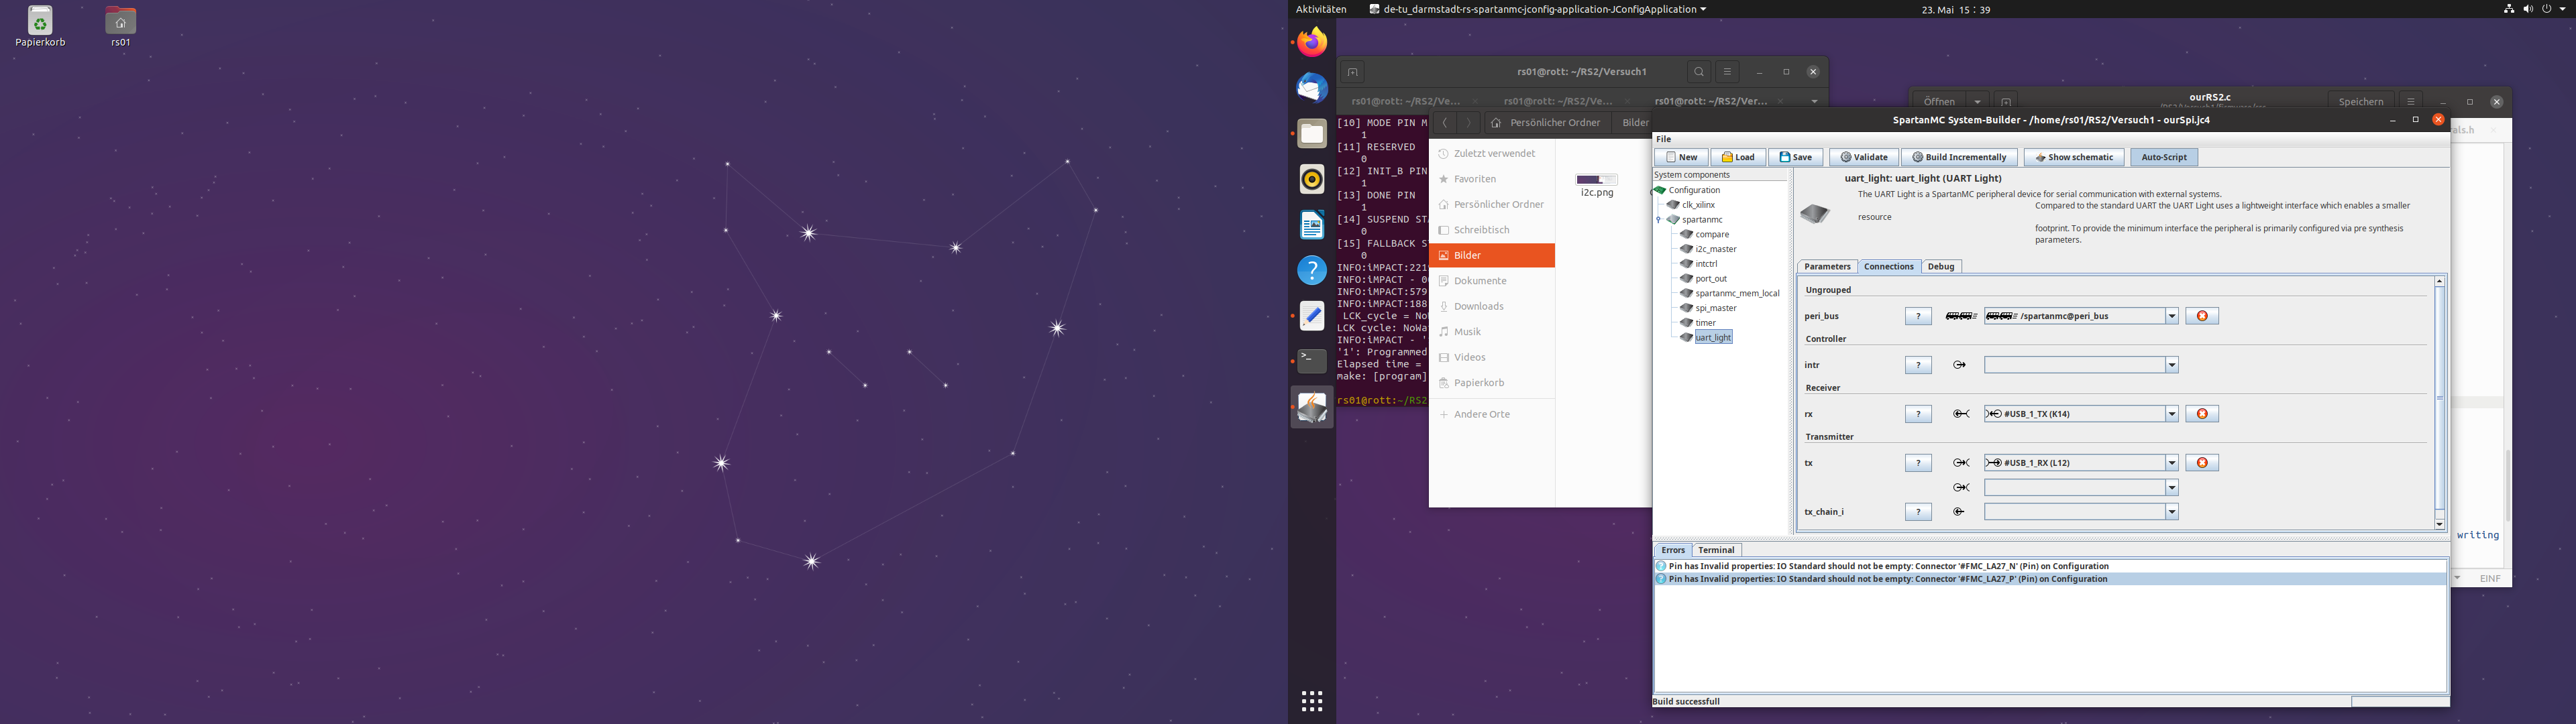 Papierkorb
rs01
Aktivitäten
de-tu_darmstadt-rs-spartanmc-jconfig-application-JConfigApplication
23. Mai 15:39
rs01@rott: ~/RS2/Versuch1
rs01@rott: ~/RS2/Ve...
rs01@rott: ~/RS2/Ve...
rs01@rott: ~/RS2/Ver...
[10] MODE PIN M
1
[11] RESERVED
0
[12] INIT_B PIN
1
[13] DONE PIN
1
[14] SUSPEND ST
0
[15] FALLBACK S
0
INFO:iMPACT:221
INFO:iMPACT - 0
INFO:iMPACT:579
INFO:iMPACT:188
LCK_cycle = No
LCK cycle: NoWa
INFO:iMPACT - '
'1': Programmed
Elapsed time =
make: [program]
rs01@rott:~/RS2
Persönlicher Ordner
Bilder
Zuletzt verwendet
Favoriten
Persönlicher Ordner
Schreibtisch
Bilder
Dokumente
Downloads
Musik
Videos
Papierkorb
Andere Orte
i2c.png
Öffnen
ourRS2.c
Speichern
als.h
writing
EINF
SpartanMC System-Builder - /home/rs01/RS2/Versuch1 - ourSpi.jc4
File
New
Load
Save
Validate
Build Incrementally
Show schematic
Auto-Script
System components
Configuration
clk_xilinx
spartanmc
compare
i2c_master
intctrl
port_out
spartanmc_mem_local
spi_master
timer
uart_light
uart_light: uart_light (UART Light)
The UART Light is a SpartanMC peripheral device for serial communication with external systems.
Compared to the standard UART the UART Light uses a lightweight interface which enables a smaller
resource
footprint. To provide the minimum interface the peripheral is primarily configured via pre synthesis
parameters.
Parameters
Connections
Debug
Ungrouped
peri_bus
?
/spartanmc@peri_bus
Controller
intr
?
Receiver
rx
?
#USB_1_TX (K14)
Transmitter
tx
?
#USB_1_RX (L12)
tx_chain_i
?
Errors
Terminal
Pin has Invalid properties: IO Standard should not be empty: Connector '#FMC_LA27_N' (Pin) on Configuration
Pin has Invalid properties: IO Standard should not be empty: Connector '#FMC_LA27_P' (Pin) on Configuration
Build successfull